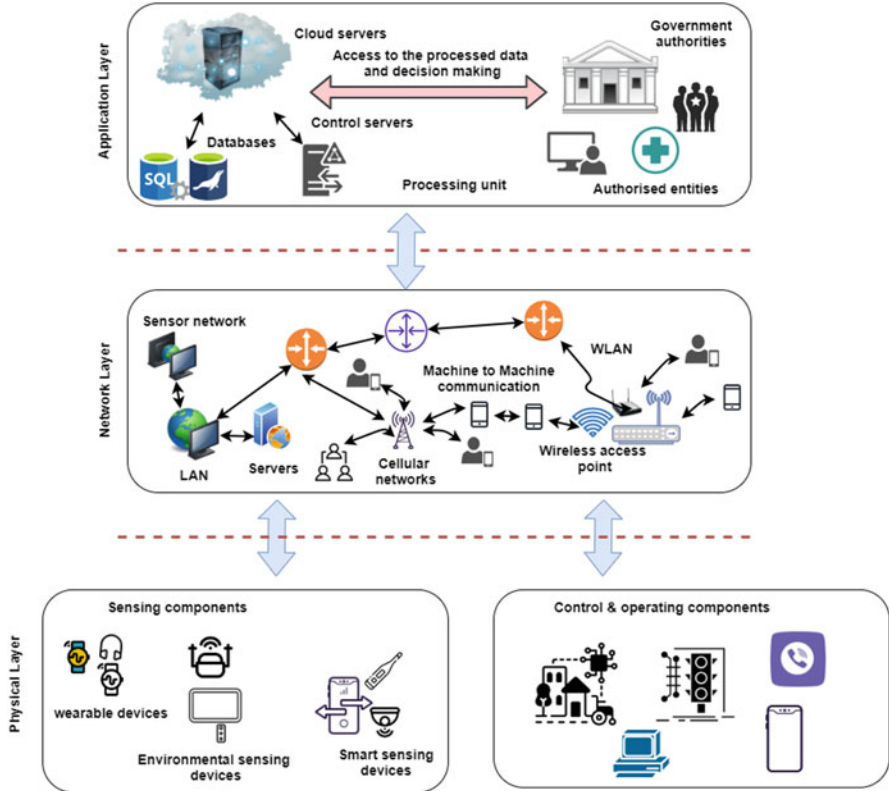 Application Layer
Cloud servers
Government
authorities
Access to the processed data
and decision making
Control servers
Databases
SQL
Processing unit
Authorised entities
Network Layer
Sensor network
WLAN
Machine to Machine
communication
LAN
Servers
Cellular
networks
Wireless access
point
Physical Layer
Sensing components
wearable devices
Environmental sensing
devices
Smart sensing
devices
Control & operating components